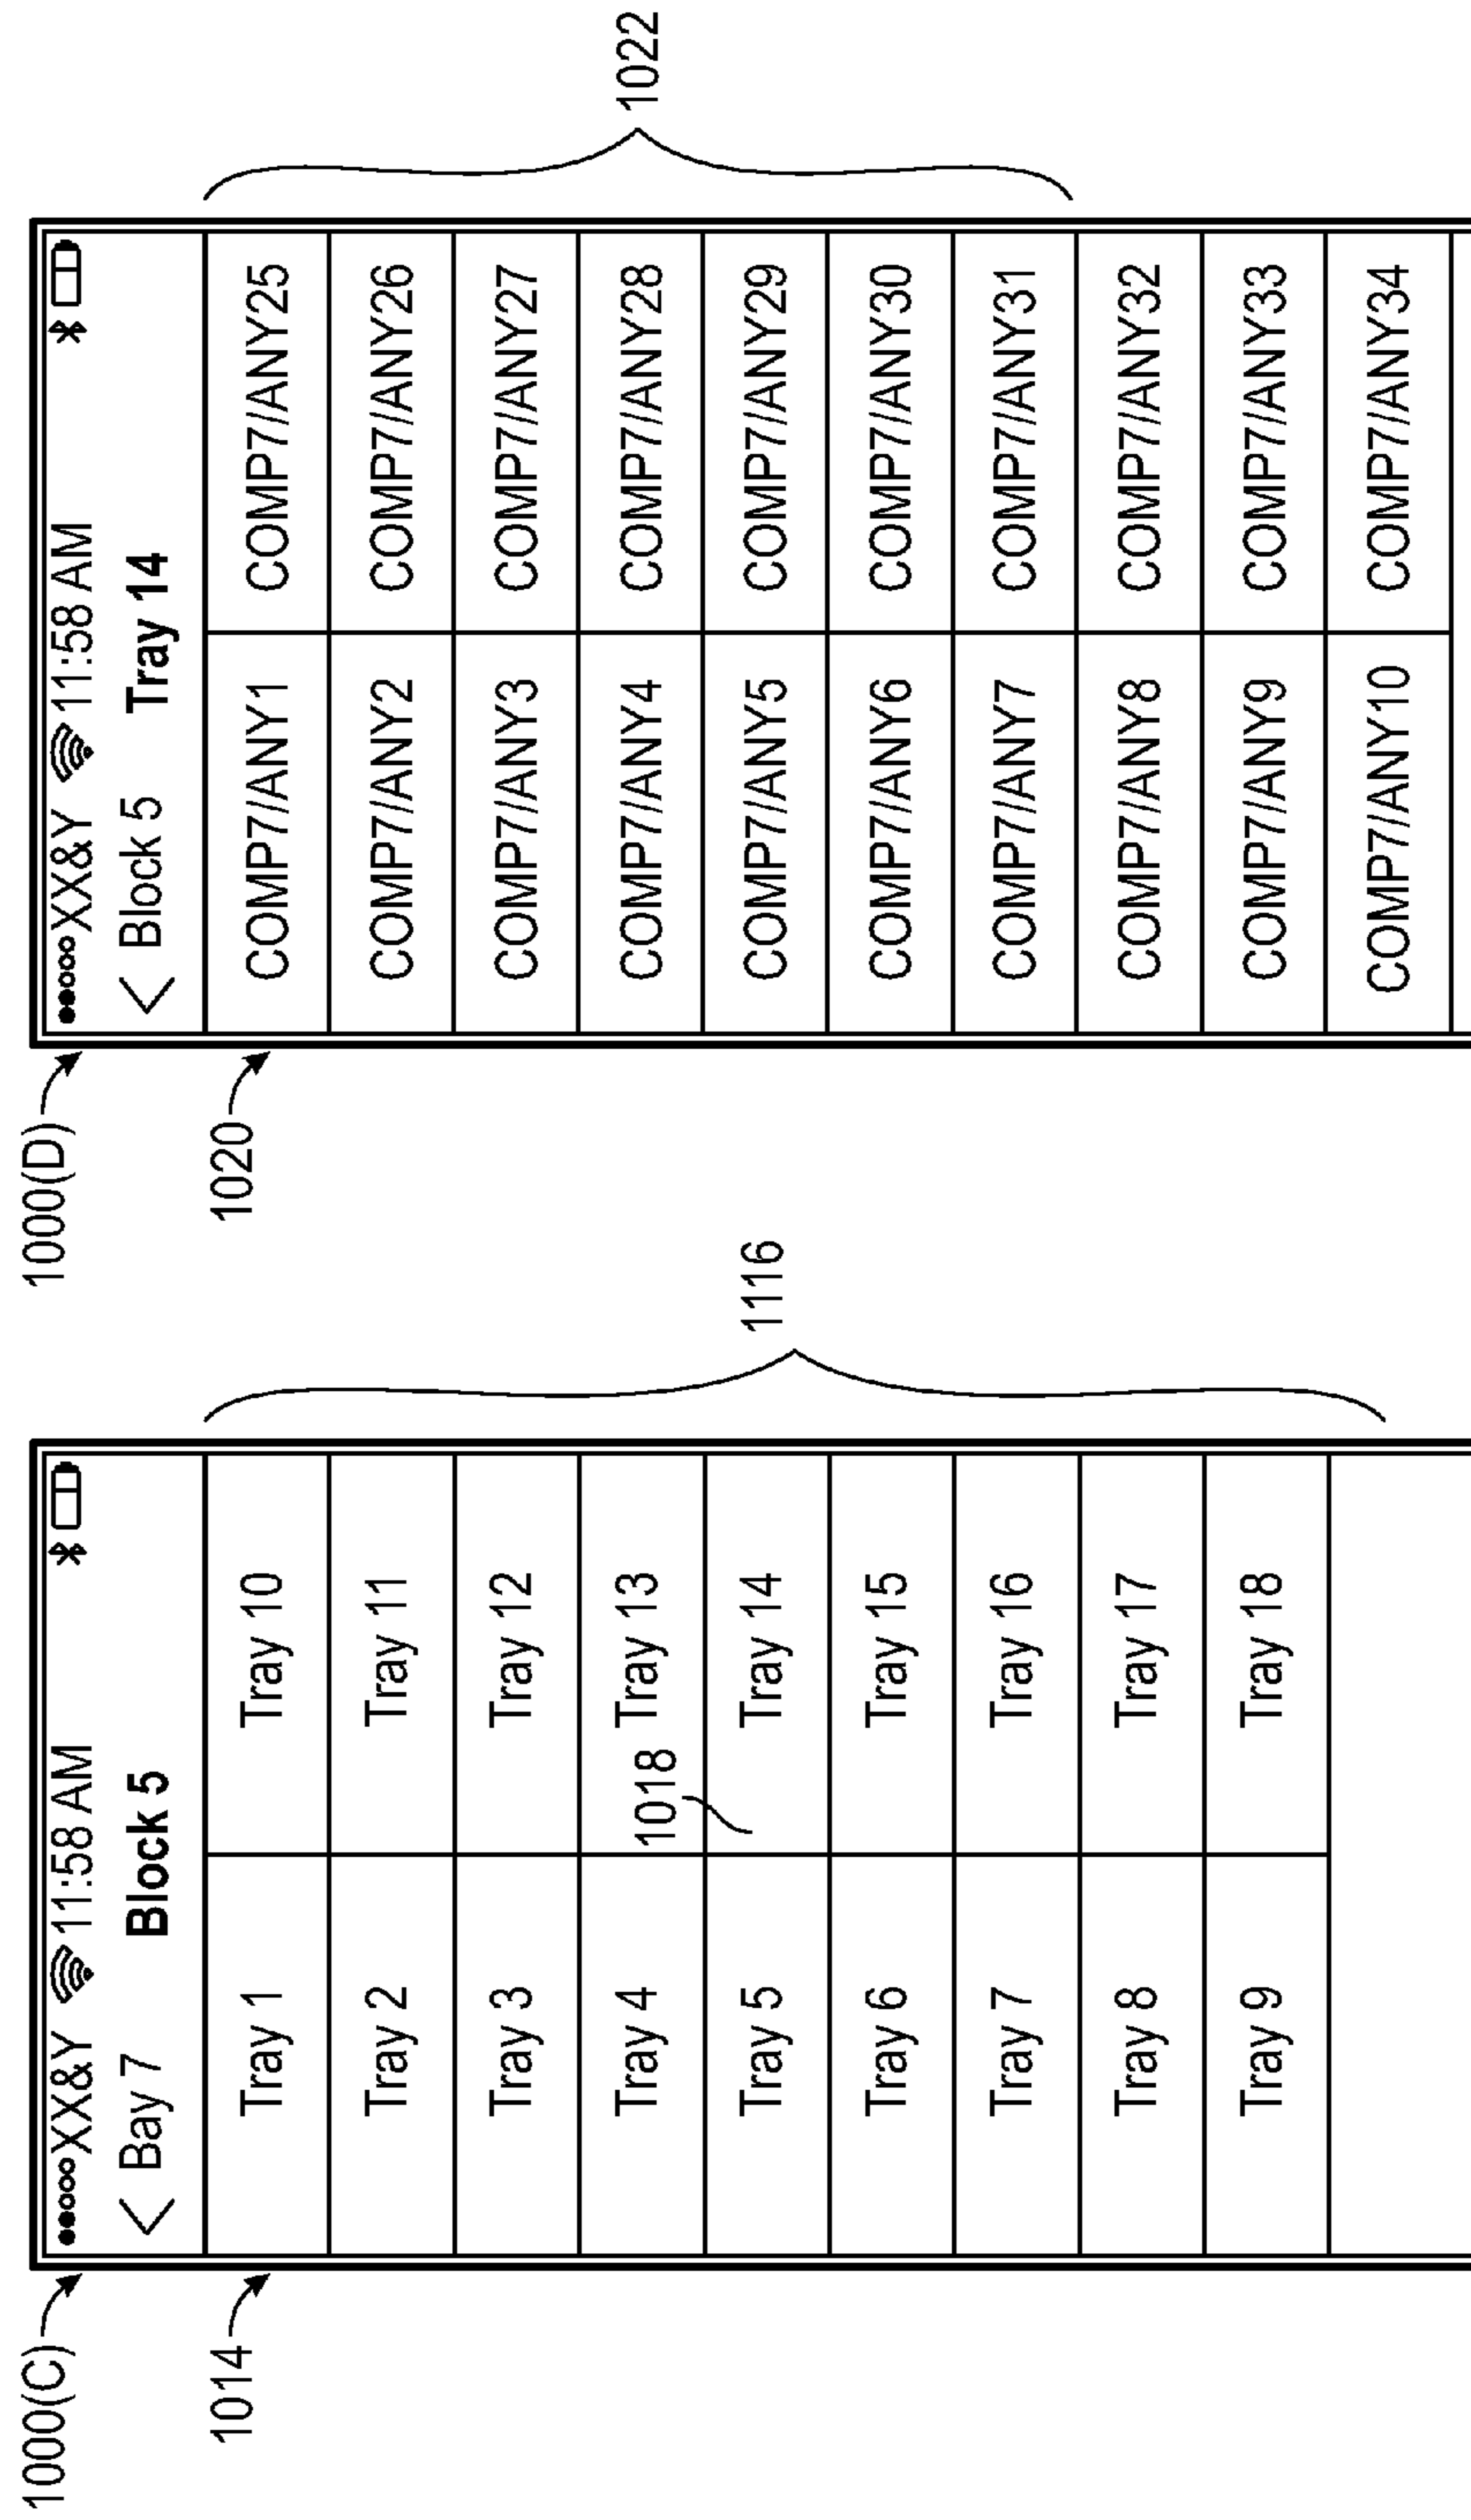 1000(C)
●●○○○XX&Y 11:58 AM
< Bay 7 Block 5
1014
Tray 1 Tray 10
Tray 2 Tray 11
Tray 3 Tray 12
Tray 4 Tray 13
1018
Tray 5 Tray 14
Tray 6 Tray 15
Tray 7 Tray 16
Tray 8 Tray 17
Tray 9 Tray 18
1116
1000(D)
●●○○○XX&Y 11:58 AM
< Block 5 Tray 14
1020
COMP7//ANY1 COMP7//ANY25
COMP7//ANY2 COMP7//ANY26
COMP7//ANY3 COMP7//ANY27
COMP7//ANY4 COMP7//ANY28
COMP7//ANY5 COMP7//ANY29
COMP7//ANY6 COMP7//ANY30
COMP7//ANY7 COMP7//ANY31
COMP7//ANY8 COMP7//ANY32
COMP7//ANY9 COMP7//ANY33
COMP7//ANY10 COMP7//ANY34
1022